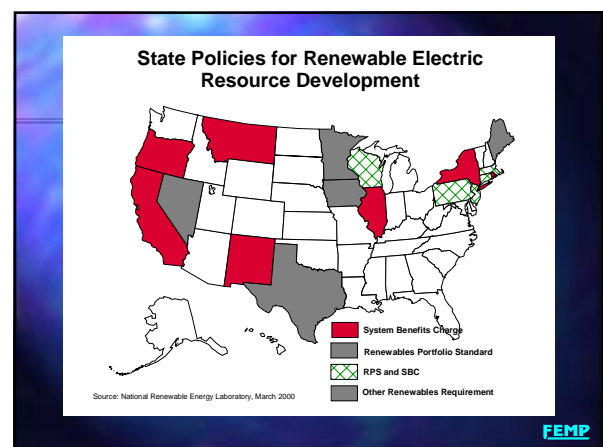 State Policies for Renewable Electric
Resource Development
System Benefits Charge
Renewables Portfolio Standard
RPS and SBC
Other Renewables Requirement
Source: National Renewable Energy Laboratory, March 2000
FEMP